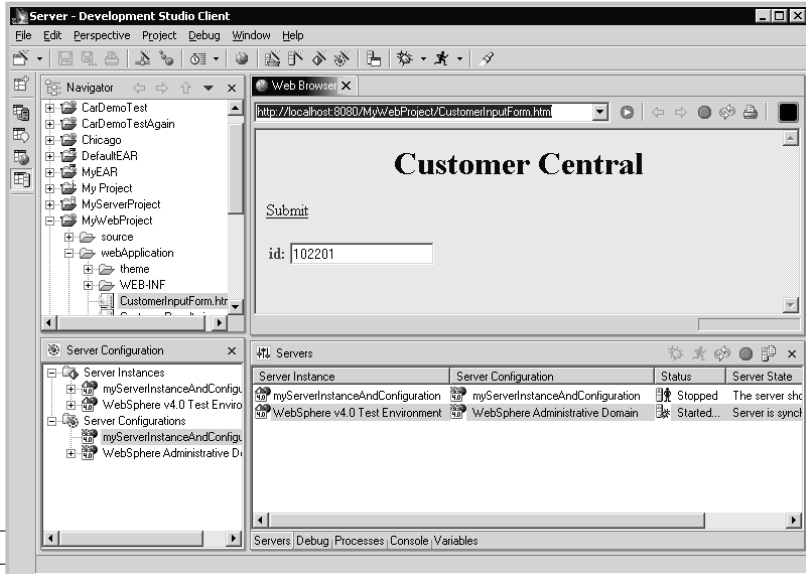 Server - Development Studio Client
File Edit Perspective Project Debug Window Help
Navigator
CarDemoTest
CarDemoTestAgain
Chicago
DefaultEAR
MyEAR
My Project
MyServerProject
MyWebProject
source
webApplication
theme
WEB-INF
CustomerInputForm.htm
Web Browser
http://localhost:8080/MyWebProject/CustomerInputForm.html
Customer Central
Submit
id: 102201
Server Configuration
Server Instances
myServerInstanceAndConfigu
WebSphere v4.0 Test Enviro
Server Configurations
myServerInstanceAndConfigu
WebSphere Administrative D
Servers
Server Instance Server Configuration Status Server State
myServerInstanceAndConfiguration myServerInstanceAndConfiguration Stopped The server sho
WebSphere v4.0 Test Environment WebSphere Administrative Domain Started... Server is synch
Servers Debug Processes Console Variables